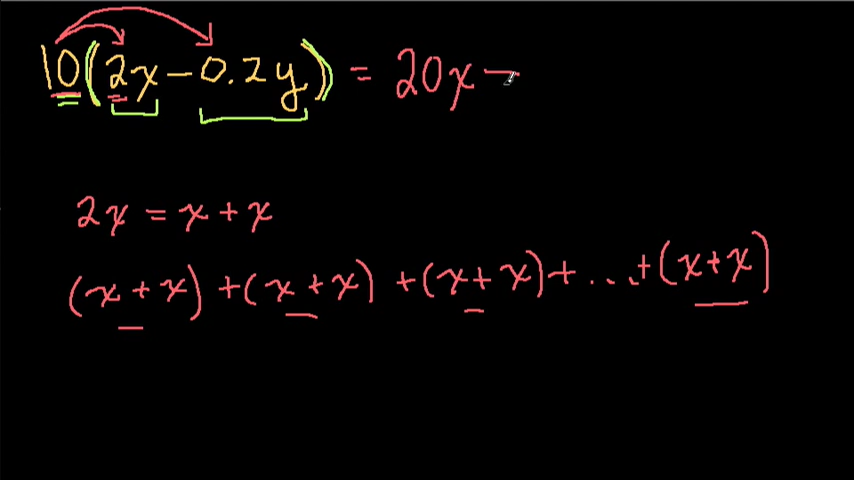 10(2x - 0.2y) = 20x -
2x = x + x
(x + x) + (x + x) + (x + x) + ... + (x + x)